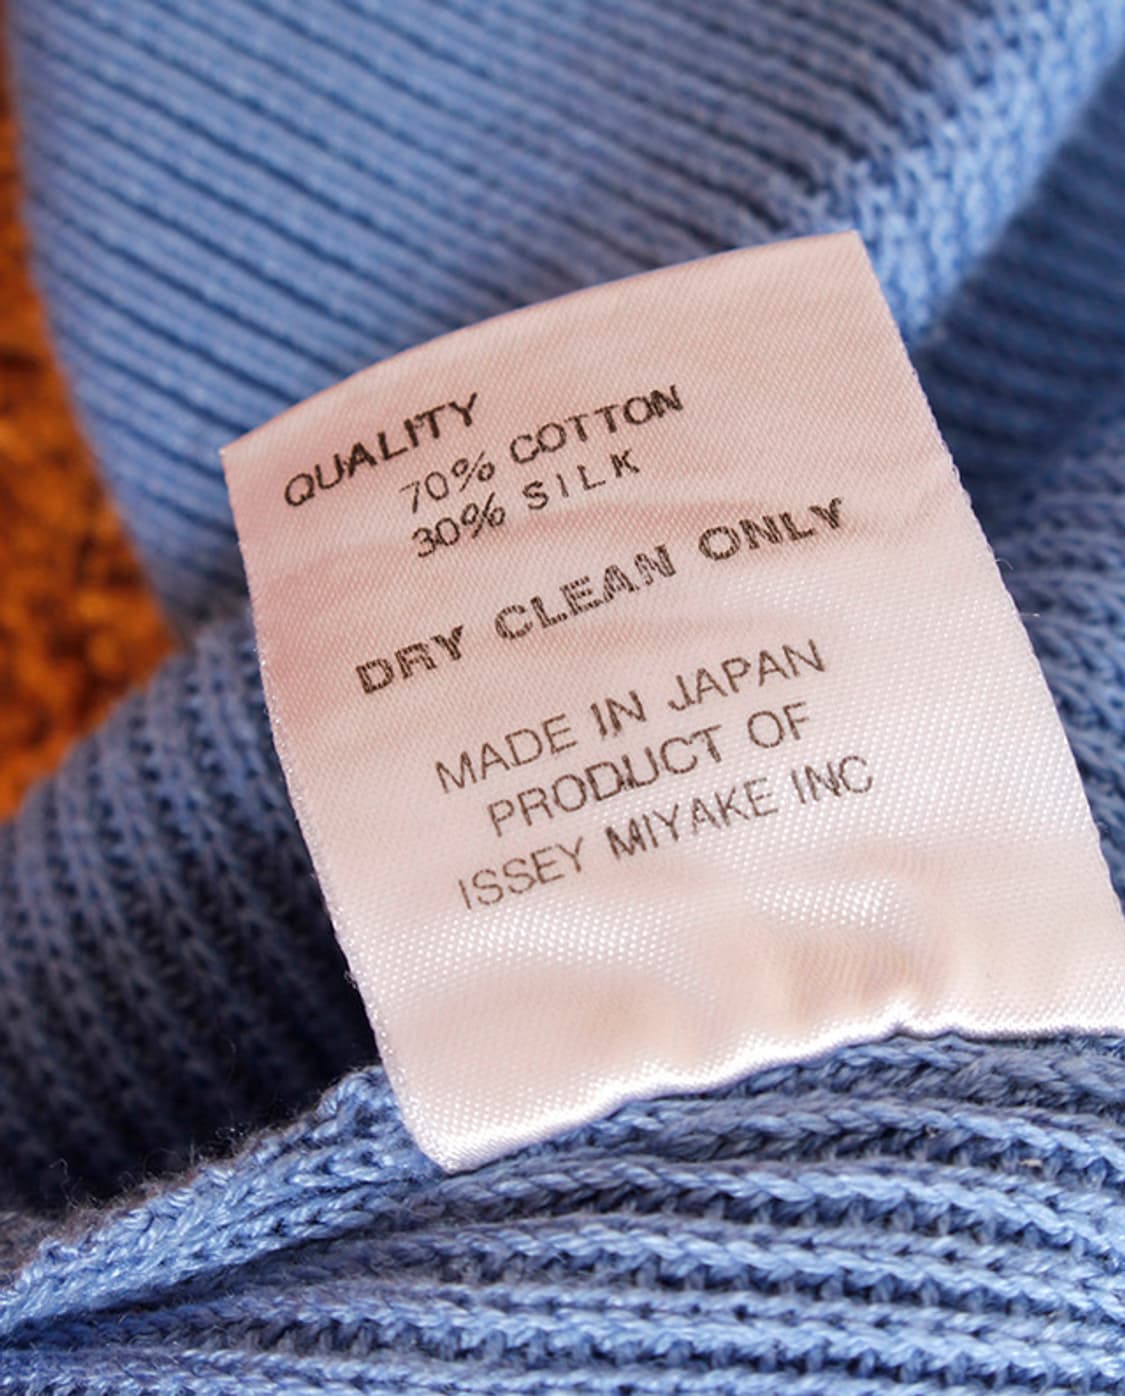 QUALITY
70% COTTON
30% SILK
DRY CLEAN ONLY
MADE IN JAPAN
PRODUCT OF
ISSEY MIYAKE INC